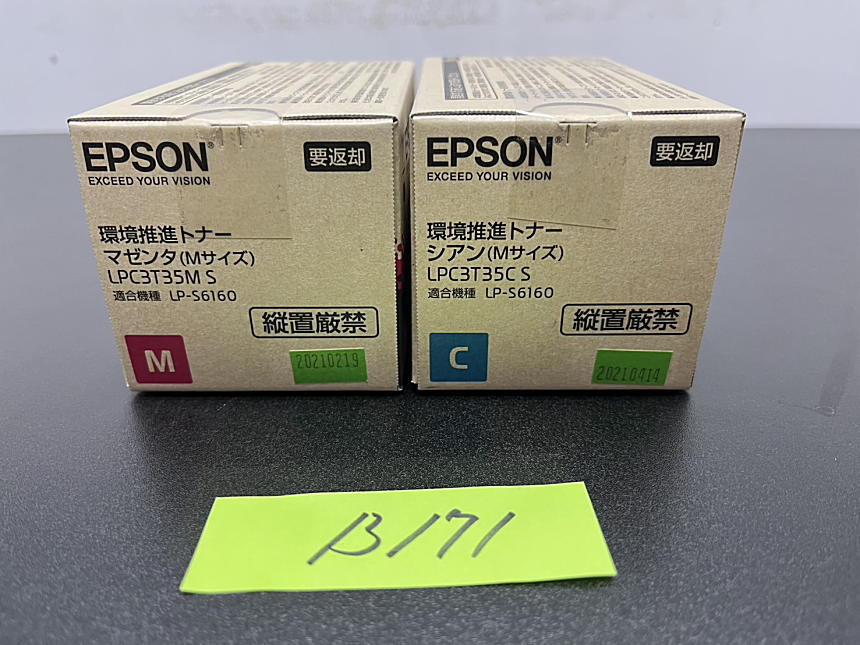 EPSON®
EXCEED YOUR VISION
要返却
環境推進トナー
マゼンタ(Mサイズ)
LPC3T35M S
適合機種 LP-S6160
縦置厳禁
M
20210219
EPSON®
EXCEED YOUR VISION
要返却
環境推進トナー
シアン(Mサイズ)
LPC3T35C S
適合機種 LP-S6160
縦置厳禁
C
20210414
B171